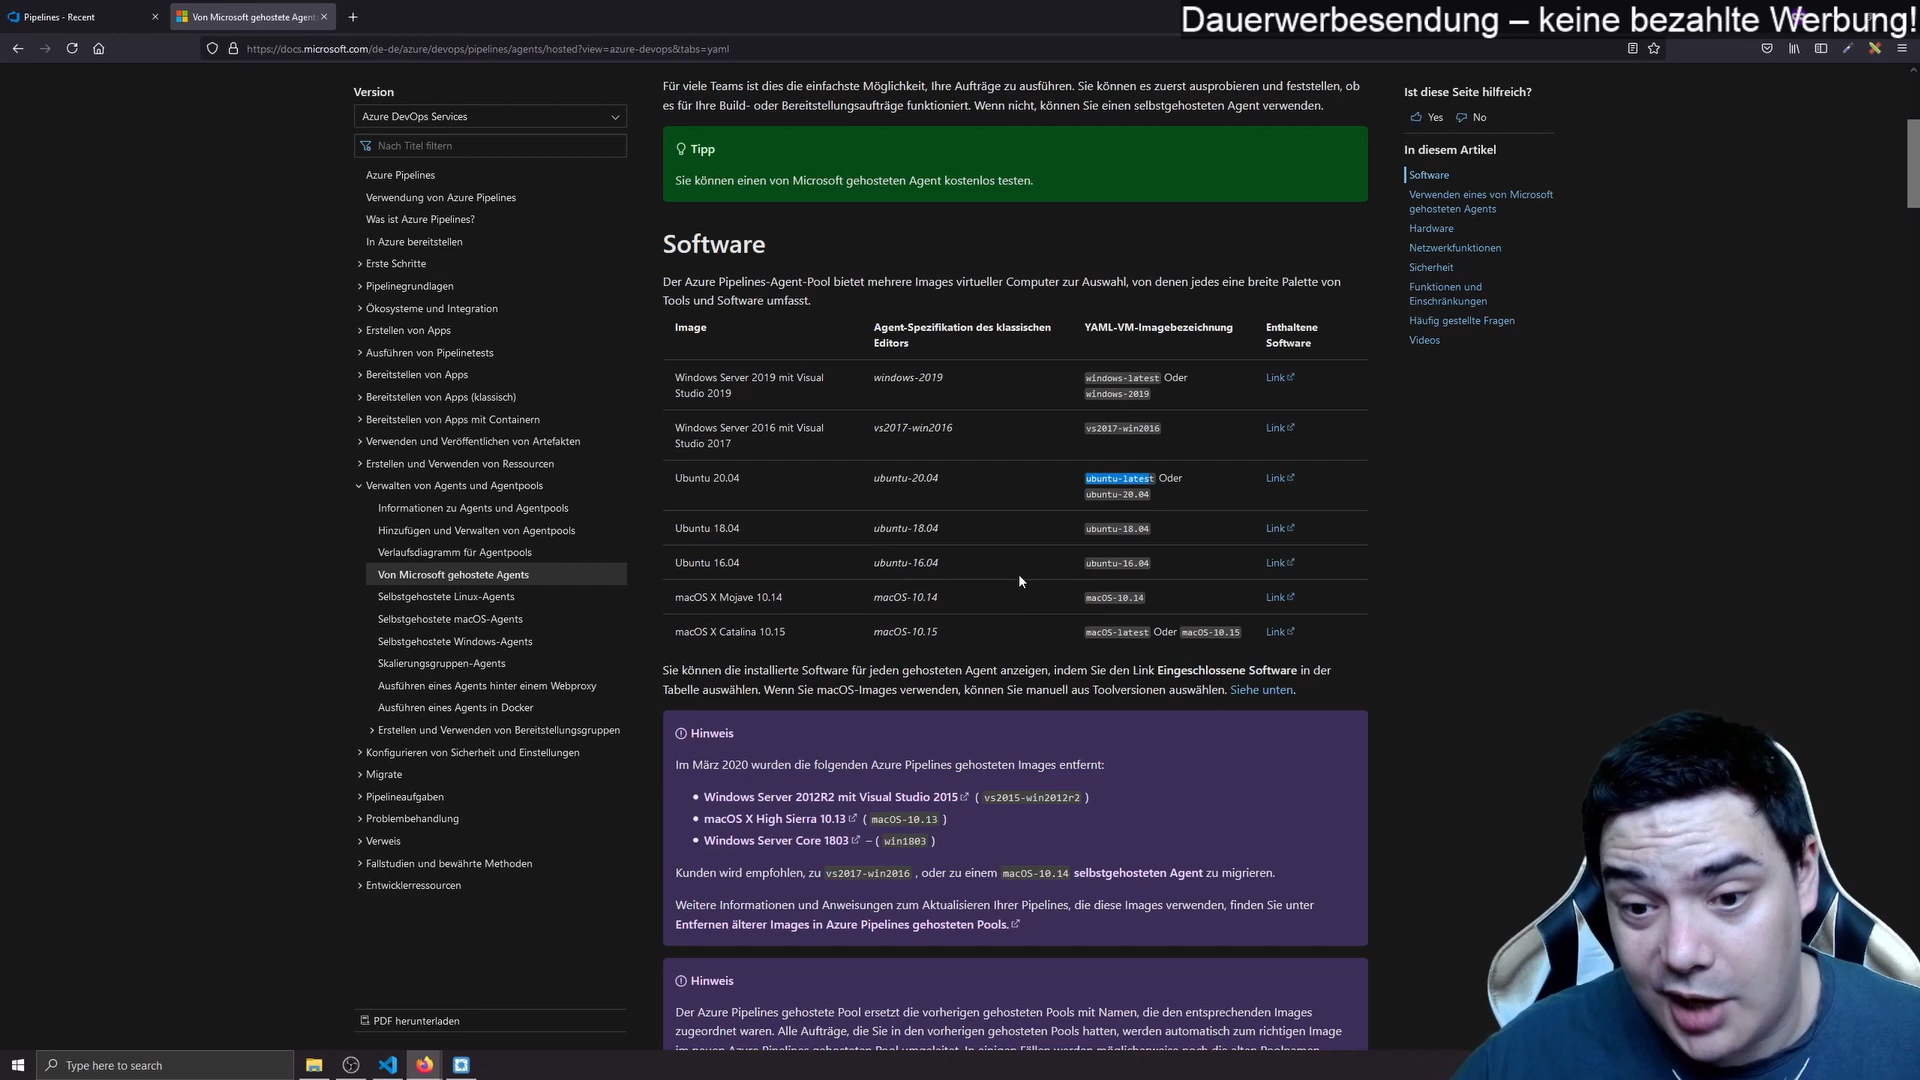 Pipelines - Recent
Von Microsoft gehostete Agent
Dauerwerbesendung – keine bezahlte Werbung!
https://docs.microsoft.com/de-de/azure/devops/pipelines/agents/hosted?view=azure-devops&tabs=yaml
Version
Azure DevOps Services
Nach Titel filtern
Azure Pipelines
Verwendung von Azure Pipelines
Was ist Azure Pipelines?
In Azure bereitstellen
Erste Schritte
Pipelinegrundlagen
Ökosysteme und Integration
Erstellen von Apps
Ausführen von Pipelinetests
Bereitstellen von Apps
Bereitstellen von Apps (klassisch)
Bereitstellen von Apps mit Containern
Verwenden und Veröffentlichen von Artefakten
Erstellen und Verwenden von Ressourcen
Verwalten von Agents und Agentpools
Informationen zu Agents und Agentpools
Hinzufügen und Verwalten von Agentpools
Verlaufsdiagramm für Agentpools
Von Microsoft gehostete Agents
Selbstgehostete Linux-Agents
Selbstgehostete macOS-Agents
Selbstgehostete Windows-Agents
Skalierungsgruppen-Agents
Ausführen eines Agents hinter einem Webproxy
Ausführen eines Agents in Docker
Erstellen und Verwenden von Bereitstellungsgruppen
Konfigurieren von Sicherheit und Einstellungen
Migrate
Pipelineaufgaben
Problembehandlung
Verweis
Fallstudien und bewährte Methoden
Entwicklerressourcen
PDF herunterladen
Für viele Teams ist dies die einfachste Möglichkeit, Ihre Aufträge zu ausführen. Sie können es zuerst ausprobieren und feststellen, ob
es für Ihre Build- oder Bereitstellungsaufträge funktioniert. Wenn nicht, können Sie einen selbstgehosteten Agent verwenden.
Tipp
Sie können einen von Microsoft gehosteten Agent kostenlos testen.
Software
Der Azure Pipelines-Agent-Pool bietet mehrere Images virtueller Computer zur Auswahl, von denen jedes eine breite Palette von
Tools und Software umfasst.
Image Agent-Spezifikation des klassischen YAML-VM-Imagebezeichnung Enthaltene
Editors Software
Windows Server 2019 mit Visual windows-2019 windows-latest Oder Link
Studio 2019 windows-2019
Windows Server 2016 mit Visual vs2017-win2016 vs2017-win2016 Link
Studio 2017
Ubuntu 20.04 ubuntu-20.04 ubuntu-latest Oder Link
ubuntu-20.04
Ubuntu 18.04 ubuntu-18.04 ubuntu-18.04 Link
Ubuntu 16.04 ubuntu-16.04 ubuntu-16.04 Link
macOS X Mojave 10.14 macOS-10.14 macOS-10.14 Link
macOS X Catalina 10.15 macOS-10.15 macOS-latest Oder macOS-10.15 Link
Sie können die installierte Software für jeden gehosteten Agent anzeigen, indem Sie den Link Eingeschlossene Software in der
Tabelle auswählen. Wenn Sie macOS-Images verwenden, können Sie manuell aus Toolversionen auswählen. Siehe unten.
Hinweis
Im März 2020 wurden die folgenden Azure Pipelines gehosteten Images entfernt:
• Windows Server 2012R2 mit Visual Studio 2015 ( vs2015-win2012r2 )
• macOS X High Sierra 10.13 ( macOS-10.13 )
• Windows Server Core 1803 – ( win1803 )
Kunden wird empfohlen, zu vs2017-win2016 , oder zu einem macOS-10.14 selbstgehosteten Agent zu migrieren.
Weitere Informationen und Anweisungen zum Aktualisieren Ihrer Pipelines, die diese Images verwenden, finden Sie unter
Entfernen älterer Images in Azure Pipelines gehosteten Pools.
Hinweis
Der Azure Pipelines gehostete Pool ersetzt die vorherigen gehosteten Pools mit Namen, die den entsprechenden Images
zugeordnet waren. Alle Aufträge, die Sie in den vorherigen gehosteten Pools hatten, werden automatisch zum richtigen Image
im neuen Azure Pipelines gehosteten Pool umgeleitet. In einigen Fällen werden möglicherweise noch die alten Poolnamen
Ist diese Seite hilfreich?
Yes No
In diesem Artikel
Software
Verwenden eines von Microsoft
gehosteten Agents
Hardware
Netzwerkfunktionen
Sicherheit
Funktionen und
Einschränkungen
Häufig gestellte Fragen
Videos
Type here to search